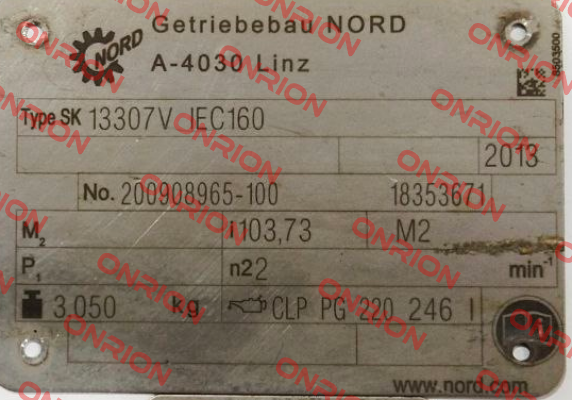 NORD
Getriebebau NORD
A-4030 Linz
8503500
Type SK 13307V IEC160
2013
No. 200908965-100 18353671
M2 i 103,73 M2
P1 n2 2 min-1
3.050 kg CLP PG 220 246 l
www.nord.com
ONRION